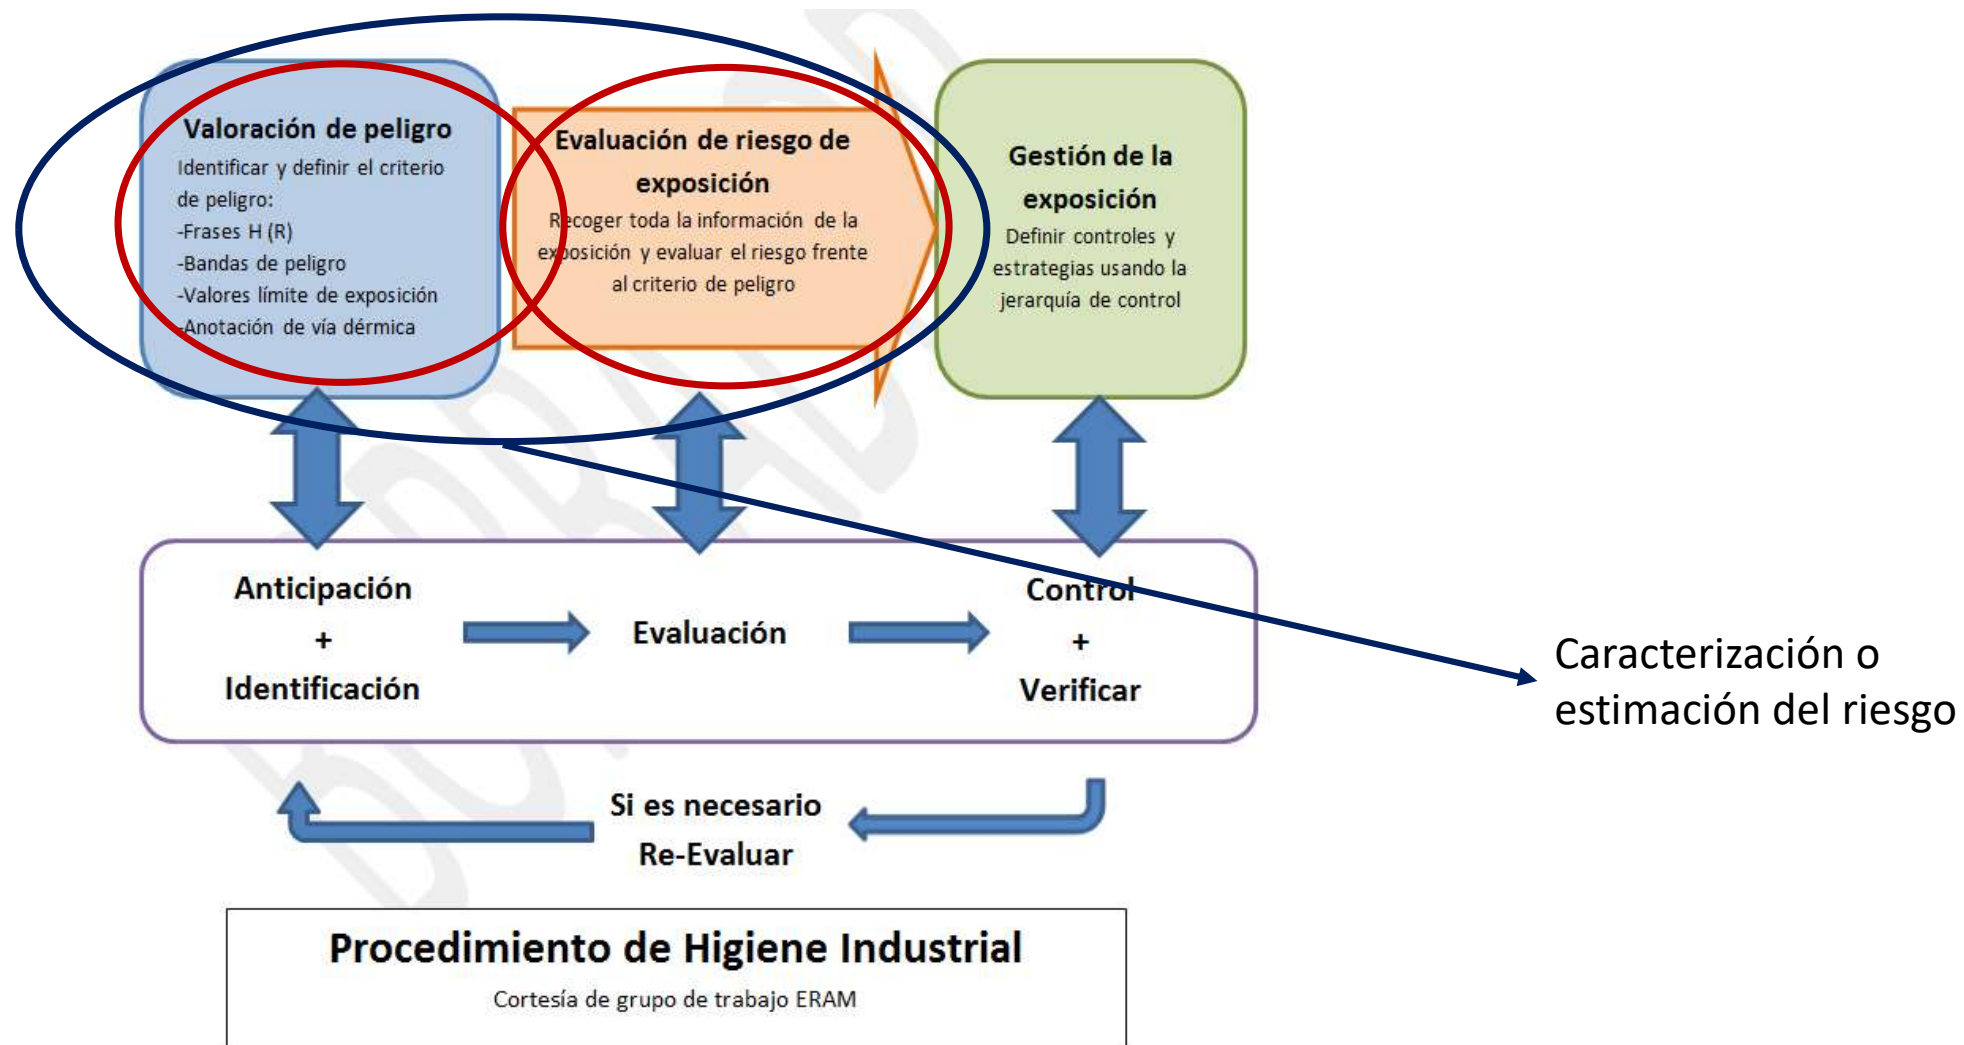 Valoración de peligro
Identificar y definir el criterio
de peligro:
-Frases H (R)
-Bandas de peligro
-Valores límite de exposición
-Anotación de vía dérmica
Evaluación de riesgo de
exposición
Recoger toda la información de la
exposición y evaluar el riesgo frente
al criterio de peligro
Gestión de la
exposición
Definir controles y
estrategias usando la
jerarquía de control
Anticipación
+
Identificación
Evaluación
Control
+
Verificar
Caracterización o
estimación del riesgo
Si es necesario
Re-Evaluar
Procedimiento de Higiene Industrial
Cortesía de grupo de trabajo ERAM